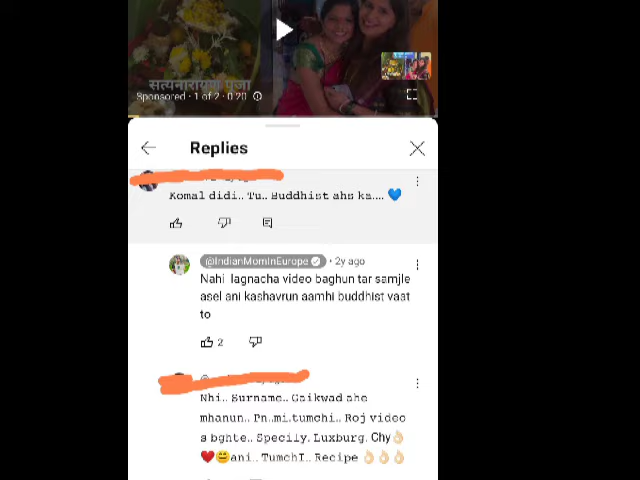 सत्यनारायण पूजा
Sponsored · 1 of 2 · 0:20
Replies
Komal didi.. Tu.. Buddhist ahs ka.... 💙
@IndianMomInEurope · 2y ago
Nahi lagnacha video baghun tar samjle
asel ani kashavrun aamhi buddhist vaat
to
2
Nhi.. Surname.. Gaikwad ahe
mhanun.. Pn..mi.tumchi.. Roj video
s bghte.. Specily. Luxburg. Chy👌🏻
❤️😄ani.. TumchI.. Recipe 👌🏻👌🏻👌🏻